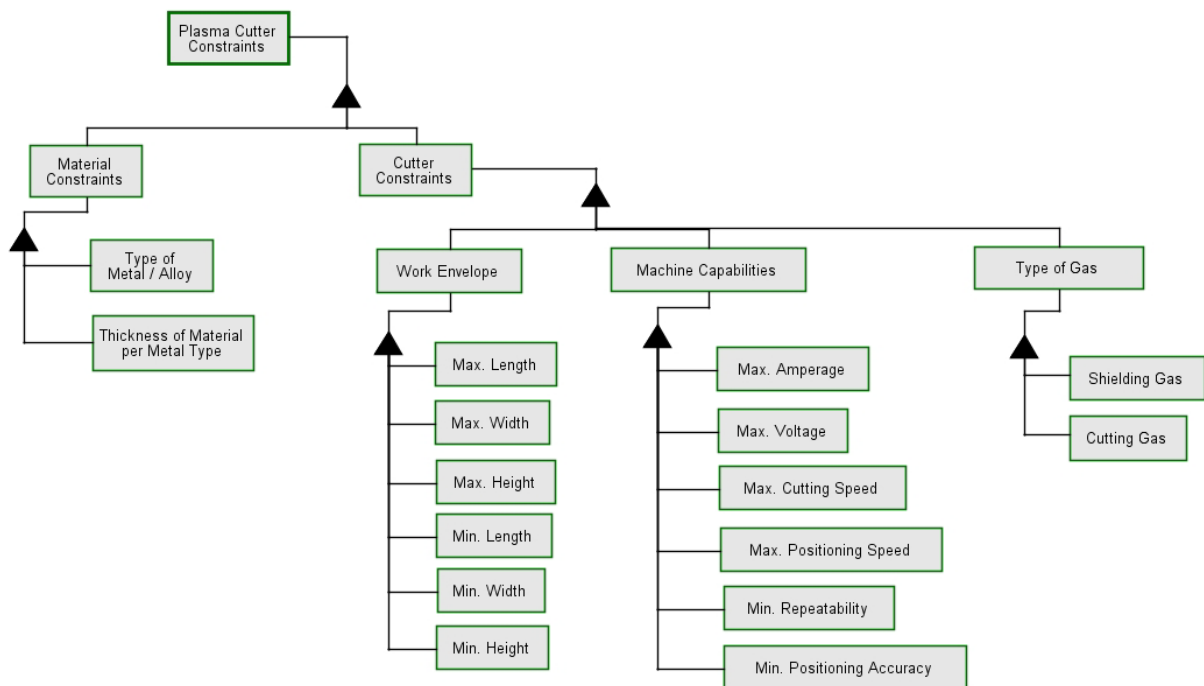 Plasma Cutter
Constraints
Material
Constraints
Cutter
Constraints
Type of
Metal / Alloy
Thickness of Material
per Metal Type
Work Envelope
Machine Capabilities
Type of Gas
Max. Length
Max. Width
Max. Height
Min. Length
Min. Width
Min. Height
Max. Amperage
Max. Voltage
Max. Cutting Speed
Max. Positioning Speed
Min. Repeatability
Min. Positioning Accuracy
Shielding Gas
Cutting Gas